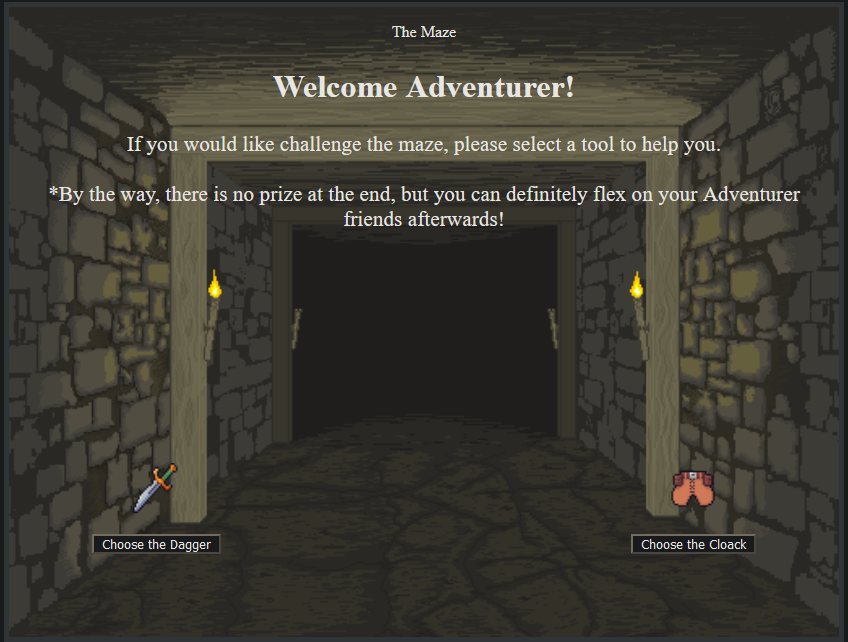 The Maze
Welcome Adventurer!
If you would like challenge the maze, please select a tool to help you.
*By the way, there is no prize at the end, but you can definitely flex on your Adventurer
friends afterwards!
Choose the Dagger
Choose the Cloack